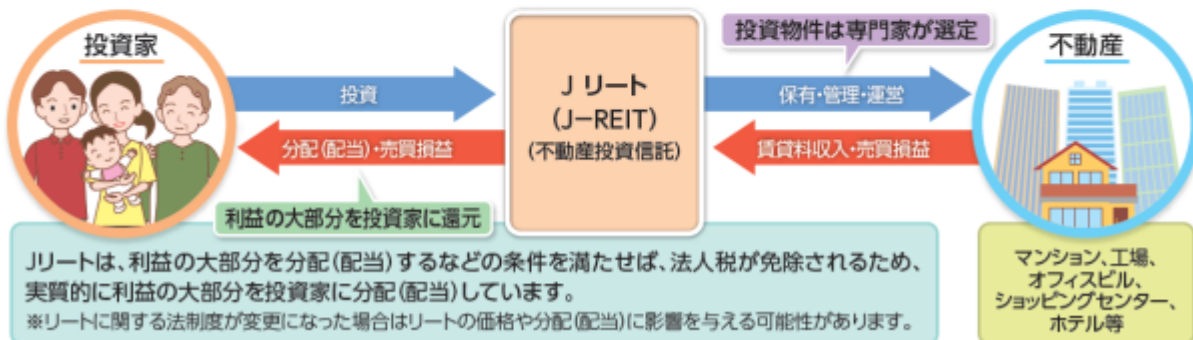 投資家
投資
分配(配当)・売買損益
利益の大部分を投資家に還元
J リート
(J-REIT)
(不動産投資信託)
投資物件は専門家が選定
保有・管理・運営
賃貸料収入・売買損益
不動産
マンション、工場、
オフィスビル、
ショッピングセンター、
ホテル等
Jリートは、利益の大部分を分配(配当)するなどの条件を満たせば、法人税が免除されるため、
実質的に利益の大部分を投資家に分配(配当)しています。
※リートに関する法制度が変更になった場合はリートの価格や分配(配当)に影響を与える可能性があります。